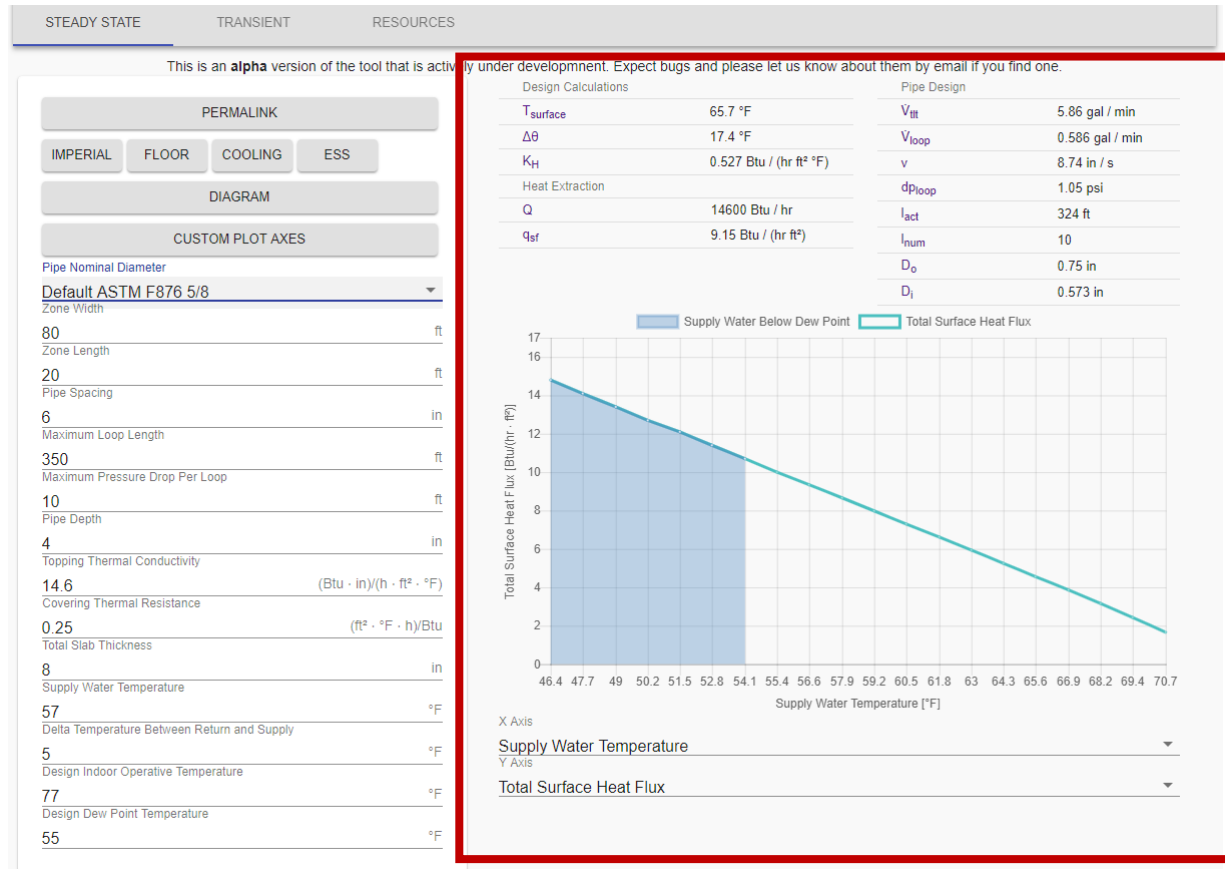 STEADY STATE TRANSIENT RESOURCES
This is an alpha version of the tool that is actively under developmnent. Expect bugs and please let us know about them by email if you find one.
PERMALINK
IMPERIAL FLOOR COOLING ESS
DIAGRAM
CUSTOM PLOT AXES
Pipe Nominal Diameter
Default ASTM F876 5/8
Zone Width
80 ft
Zone Length
20 ft
Pipe Spacing
6 in
Maximum Loop Length
350 ft
Maximum Pressure Drop Per Loop
10 ft
Pipe Depth
4 in
Topping Thermal Conductivity
14.6 (Btu · in)/(h · ft² · °F)
Covering Thermal Resistance
0.25 (ft² · °F · h)/Btu
Total Slab Thickness
8 in
Supply Water Temperature
57 °F
Delta Temperature Between Return and Supply
5 °F
Design Indoor Operative Temperature
77 °F
Design Dew Point Temperature
55 °F
Design Calculations
Tsurface 65.7 °F
Δθ 17.4 °F
KH 0.527 Btu / (hr ft² °F)
Heat Extraction
Q 14600 Btu / hr
qsf 9.15 Btu / (hr ft²)
Pipe Design
V̇tlt 5.86 gal / min
V̇loop 0.586 gal / min
v 8.74 in / s
dploop 1.05 psi
lact 324 ft
lnum 10
Do 0.75 in
Di 0.573 in
Supply Water Below Dew Point Total Surface Heat Flux
17
16
14
12
10
8
6
4
2
0
Total Surface Heat Flux [Btu/(hr · ft²)]
46.4 47.7 49 50.2 51.5 52.8 54.1 55.4 56.6 57.9 59.2 60.5 61.8 63 64.3 65.6 66.9 68.2 69.4 70.7
Supply Water Temperature [°F]
X Axis
Supply Water Temperature
Y Axis
Total Surface Heat Flux